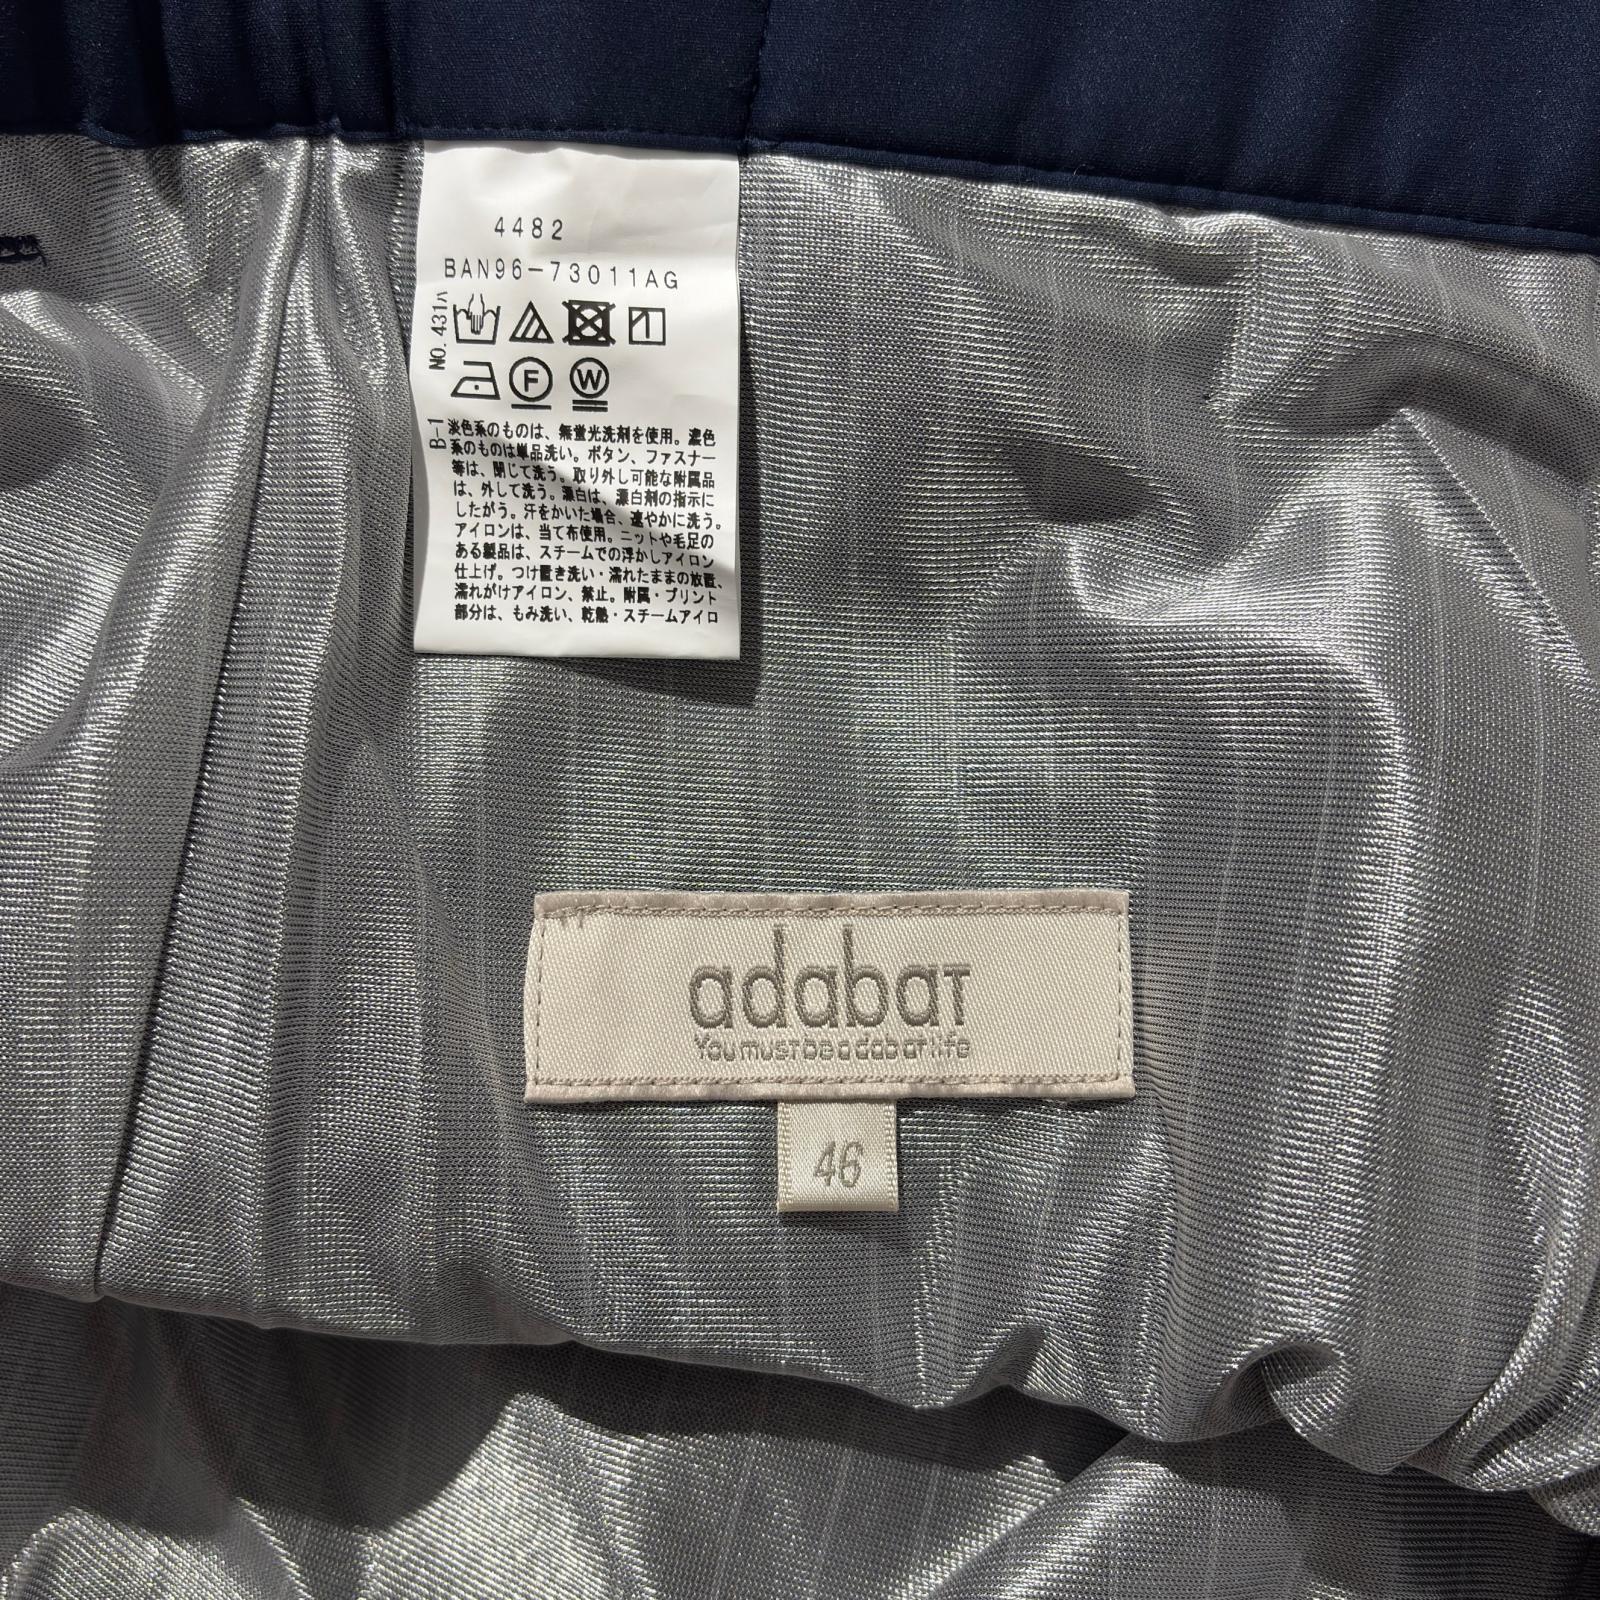 4482
BAN96-73011AG
NO.431ハ
F
W
B-1
淡色系のものは、無蛍光洗剤を使用。濃色
系のものは単品洗い。ボタン、ファスナー
等は、閉じて洗う。取り外し可能な附属品
は、外して洗う。漂白は、漂白剤の指示に
したがう。汗をかいた場合、速やかに洗う。
アイロンは、当て布使用。ニットや毛足の
ある製品は、スチームでの浮かしアイロン
仕上げ。つけ置き洗い・濡れたままの放置、
濡れがけアイロン、禁止。附属・プリント
部分は、もみ洗い、乾熱・スチームアイロ
adabat
You must be adabat life
46